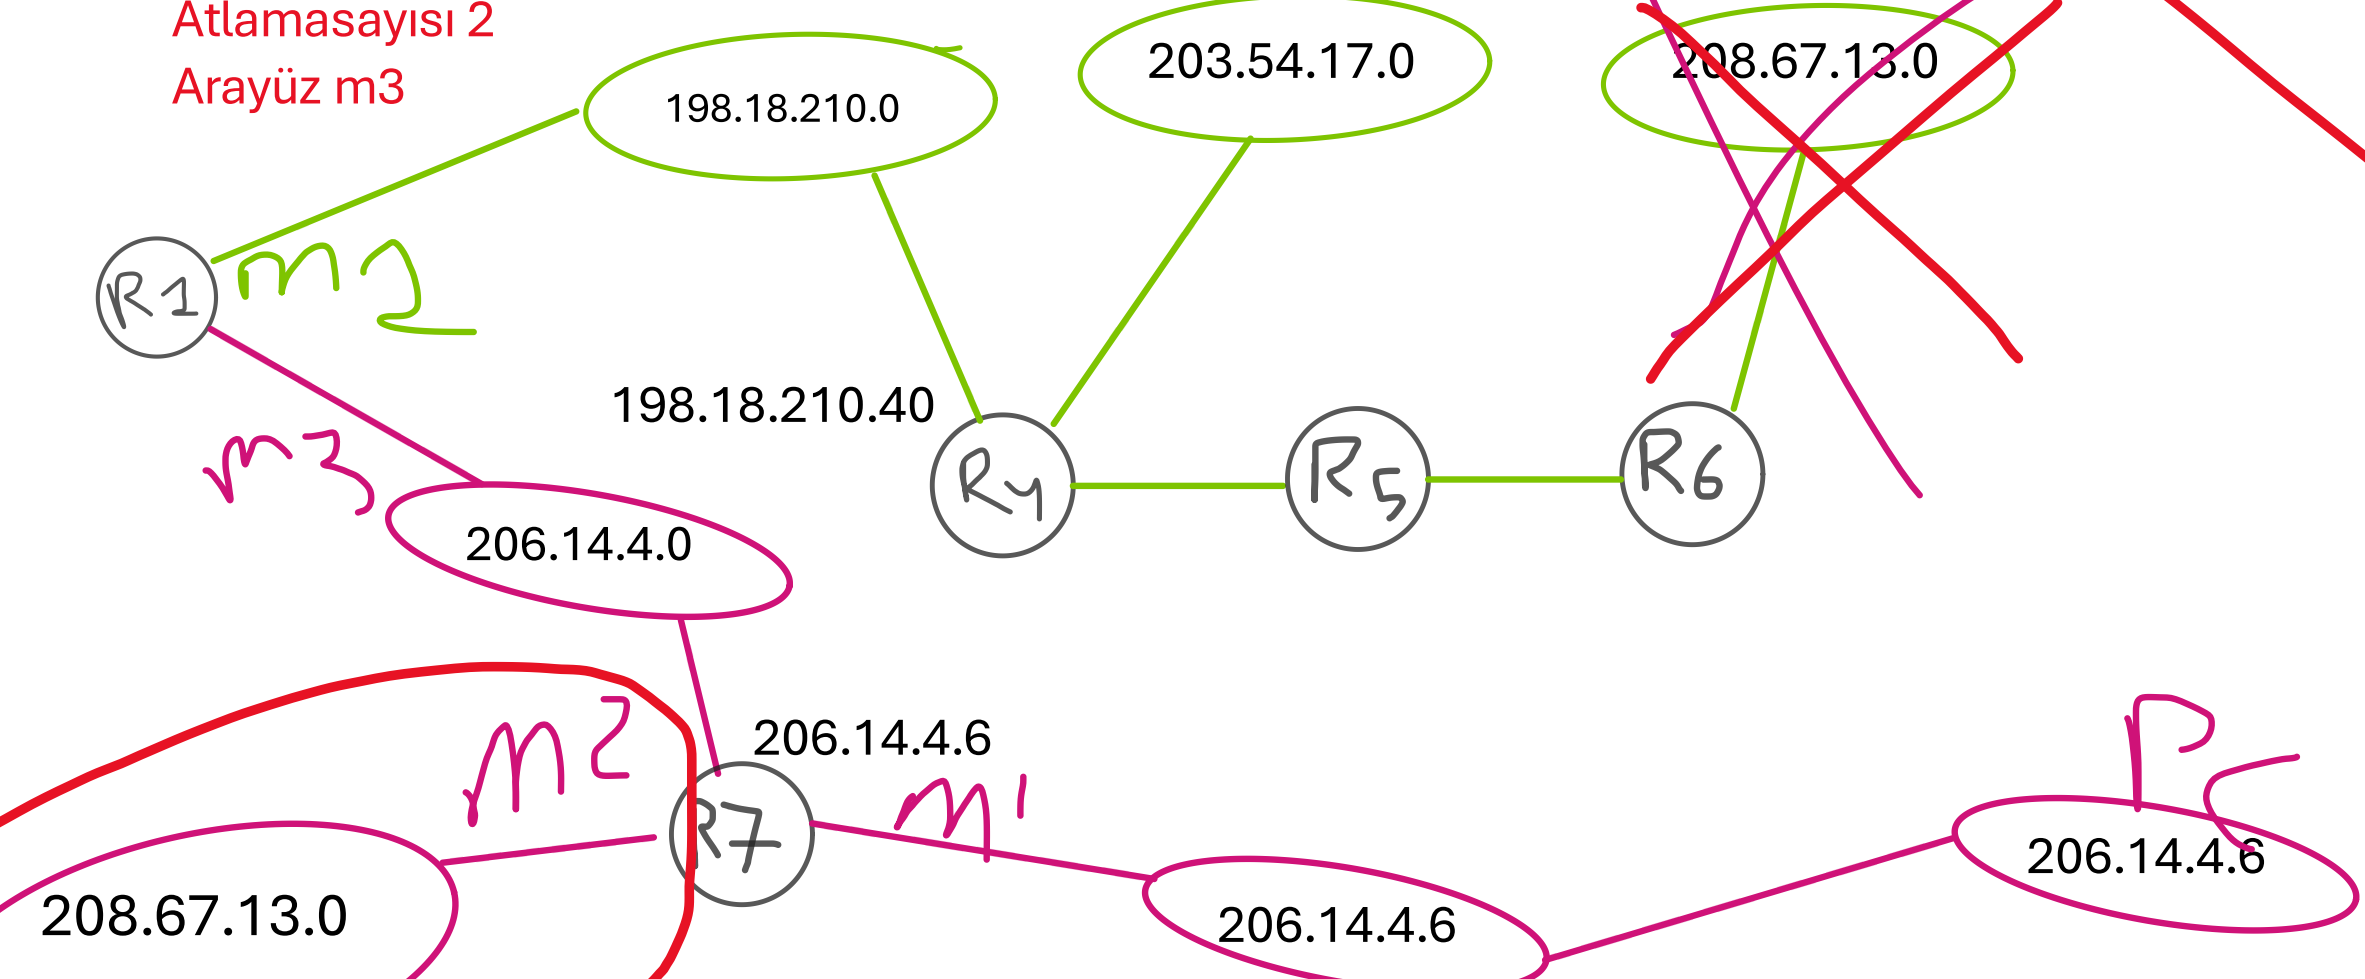 Atlamasayısı 2
Arayüz m3
198.18.210.0
203.54.17.0
208.67.13.0
R1
m2
198.18.210.40
m3
206.14.4.0
R4
R5
R6
m2
206.14.4.6
R7
m1
PC
206.14.4.6
208.67.13.0
206.14.4.6